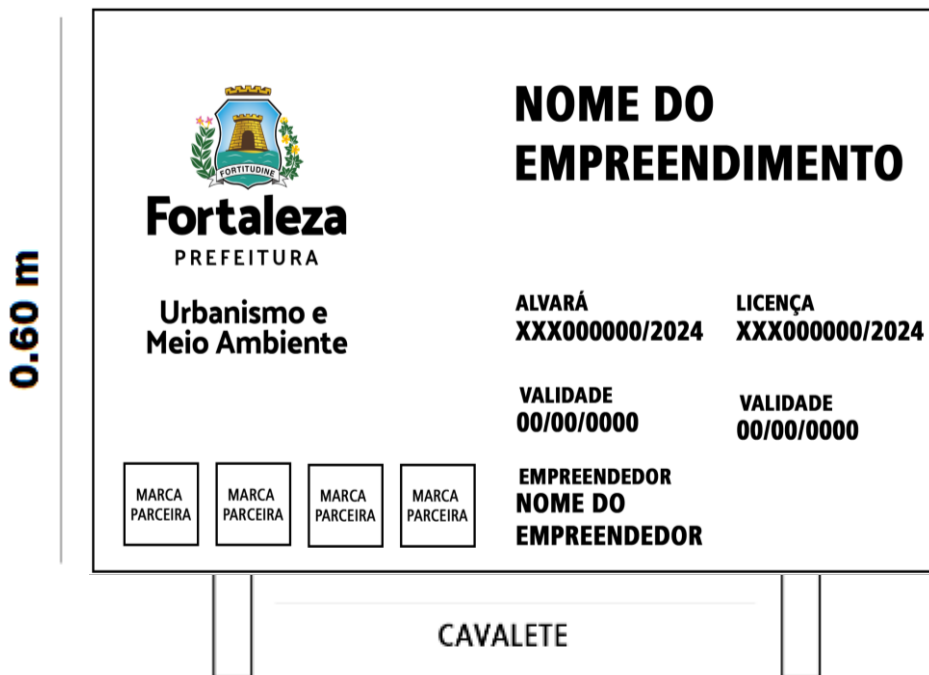 0.60 m
FORTITUDINE
Fortaleza
PREFEITURA
Urbanismo e
Meio Ambiente
NOME DO
EMPREENDIMENTO
ALVARÁ
XXX000000/2024
LICENÇA
XXX000000/2024
VALIDADE
00/00/0000
VALIDADE
00/00/0000
EMPREENDEDOR
NOME DO
EMPREENDEDOR
MARCA
PARCEIRA
MARCA
PARCEIRA
MARCA
PARCEIRA
MARCA
PARCEIRA
CAVALETE